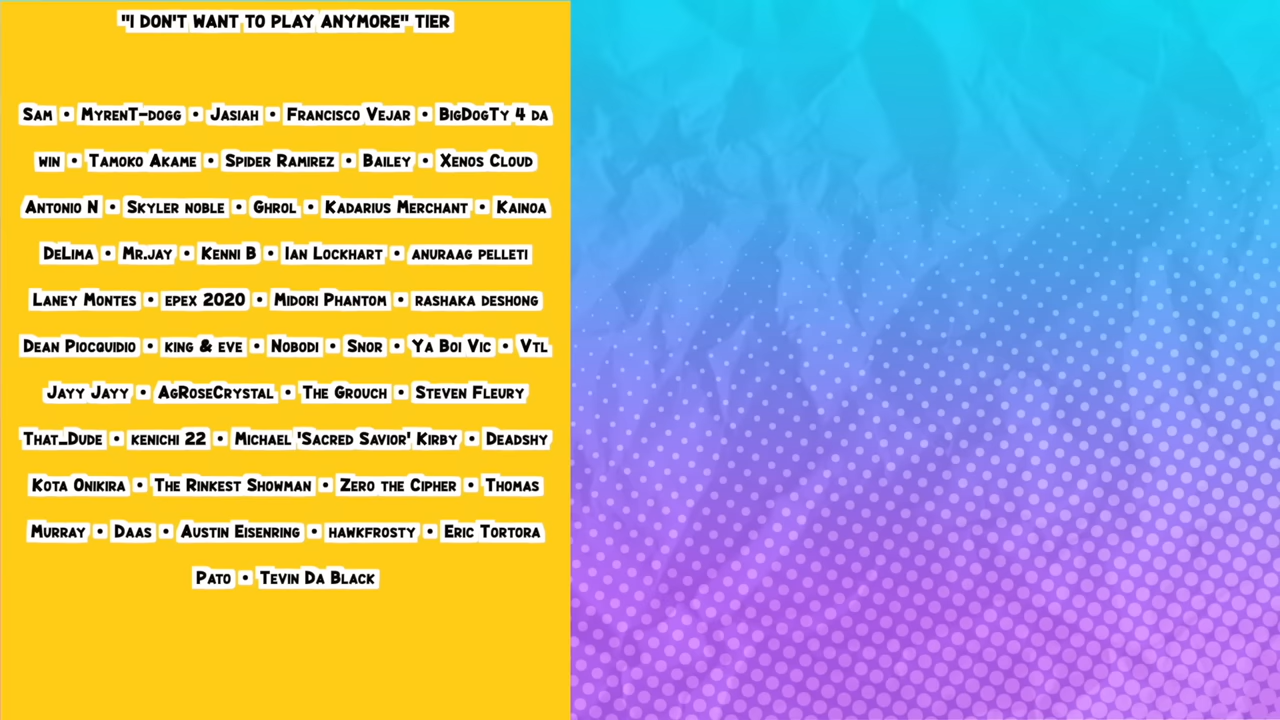 "I DON'T WANT TO PLAY ANYMORE" TIER
SAM • MYRENT-DOGG • JASIAH • FRANCISCO VEJAR • BIGDOGTY 4 DA
WIN • TAMOKO AKAME • SPIDER RAMIREZ • BAILEY • XENOS CLOUD
ANTONIO N • SKYLER NOBLE • GHROL • KADARIUS MERCHANT • KAINOA
DELIMA • MR.JAY • KENNI B • IAN LOCKHART • ANURAAG PELLETI
LANEY MONTES • EPEX 2020 • MIDORI PHANTOM • RASHAKA DESHONG
DEAN PIOCQUIDIO • KING & EVE • NOBODI • SNOR • YA BOI VIC • VTL
JAYY JAYY • AGROSECRYSTAL • THE GROUCH • STEVEN FLEURY
THAT_DUDE • KENICHI 22 • MICHAEL 'SACRED SAVIOR' KIRBY • DEADSHY
KOTA ONIKIRA • THE RINKEST SHOWMAN • ZERO THE CIPHER • THOMAS
MURRAY • DAAS • AUSTIN EISENRING • HAWKFROSTY • ERIC TORTORA
PATO • TEVIN DA BLACK